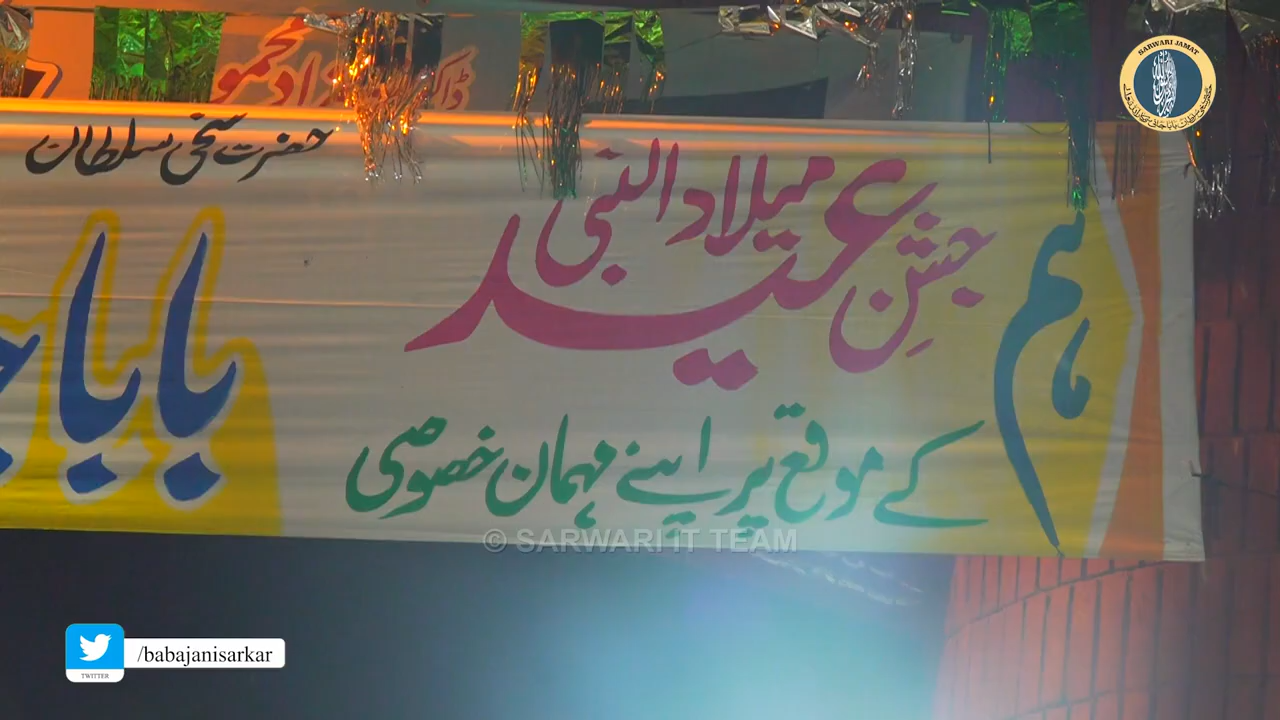 SARWARI JAMAT
ڈاکٹر
ہم
جشنِ عید میلاد النبی
کے موقع پر اپنے مہمان خصوصی
حضرت سخی سلطان
بابا
© SARWARI IT TEAM
/babajanisarkar
TWITTER